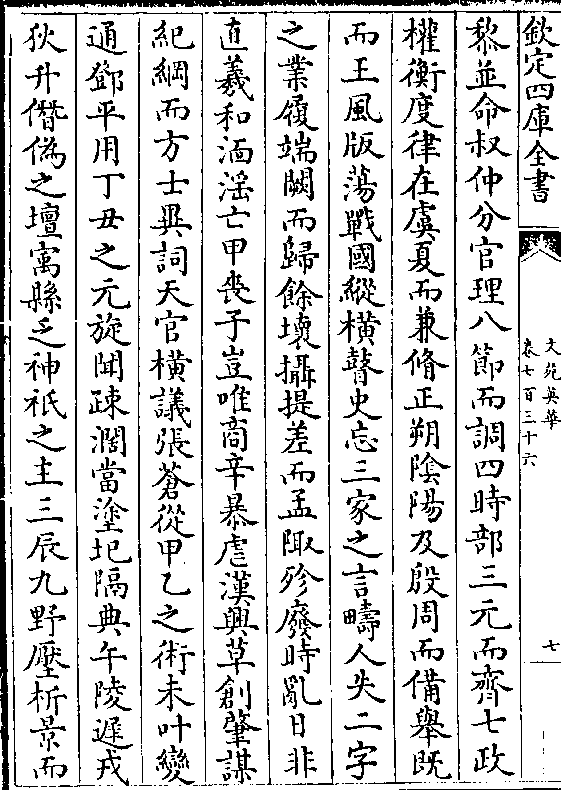 欽定四庫全書
文苑英華
卷七百三十六
七
黎並命叔仲分官理八節而調四時部三元而齊七政
權衡度律在虞夏而兼脩正朔隂陽及殷周而備舉既
而王風版蕩戰國縱橫瞽史忘三家之言疇人失二字
之業履端闕而歸餘壊攝提差而孟陬殄廢時亂日非
直羲和湎淫亡甲喪子豈唯商辛暴虐漢興草創肇謀
紀綱而方士異詞天官橫議張蒼從甲乙之術未叶變
通鄧平用丁丑之元旋聞疎濶當塗圮隔典午陵遲戎
狄升僭偽之壇寓縣乏神祇之主三辰九野壓析景而